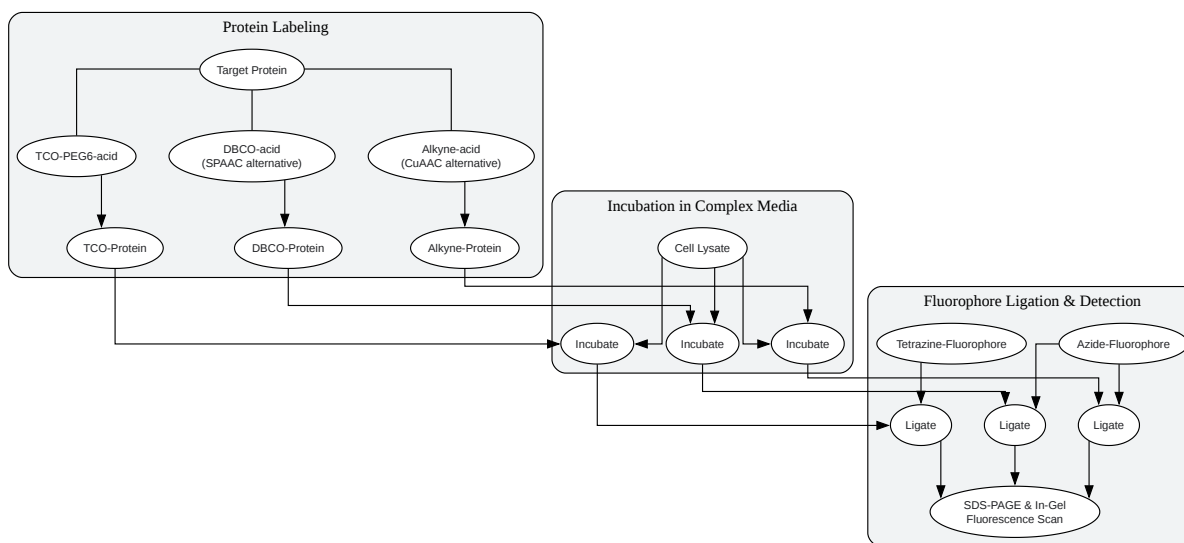 Protein Labeling
Target Protein
TCO-PEG6-acid
DBCO-acid
(SPAAC alternative)
Alkyne-acid
(CuAAC alternative)
TCO-Protein
DBCO-Protein
Alkyne-Protein
Incubation in Complex Media
Cell Lysate
Incubate
Incubate
Incubate
Fluorophore Ligation & Detection
Tetrazine-Fluorophore
Azide-Fluorophore
Ligate
Ligate
Ligate
SDS-PAGE & In-Gel
Fluorescence Scan